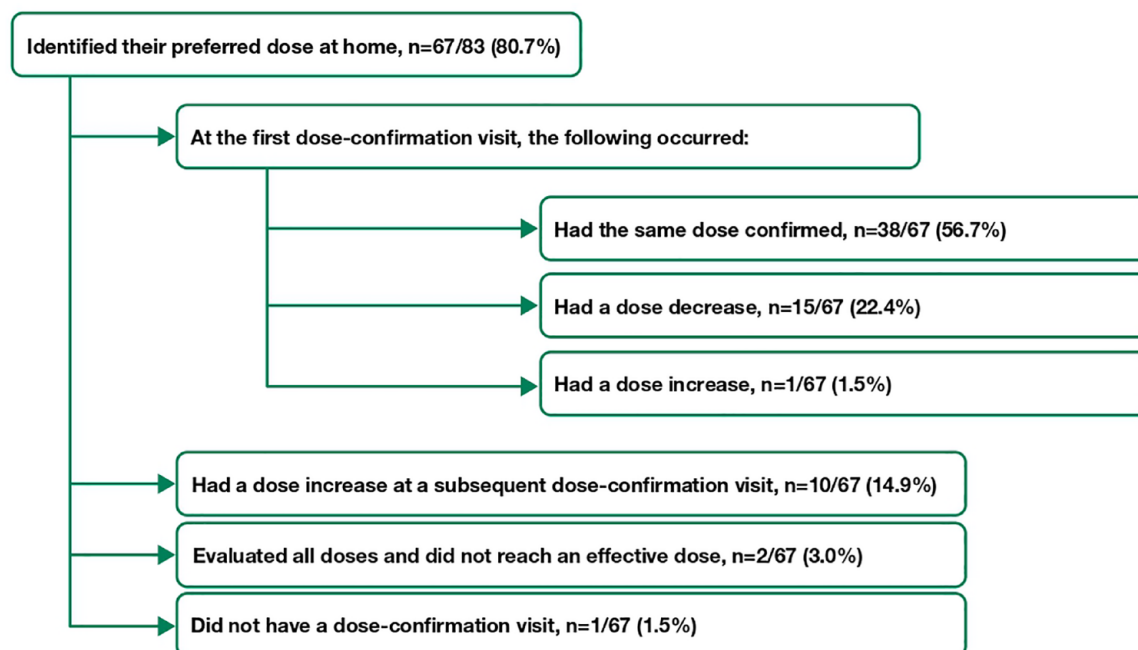 Identified their preferred dose at home, n=67/83 (80.7%)
At the first dose-confirmation visit, the following occurred:
Had the same dose confirmed, n=38/67 (56.7%)
Had a dose decrease, n=15/67 (22.4%)
Had a dose increase, n=1/67 (1.5%)
Had a dose increase at a subsequent dose-confirmation visit, n=10/67 (14.9%)
Evaluated all doses and did not reach an effective dose, n=2/67 (3.0%)
Did not have a dose-confirmation visit, n=1/67 (1.5%)